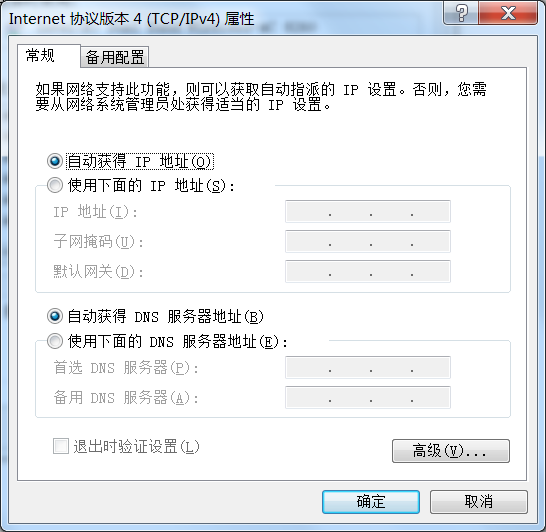 Internet 协议版本 4 (TCP/IPv4) 属性
常规
备用配置
如果网络支持此功能，则可以获取自动指派的 IP 设置。否则，您需
要从网络系统管理员处获得适当的 IP 设置。
自动获得 IP 地址(O)
使用下面的 IP 地址(S):
IP 地址(I):
子网掩码(U):
默认网关(D):
自动获得 DNS 服务器地址(B)
使用下面的 DNS 服务器地址(E):
首选 DNS 服务器(P):
备用 DNS 服务器(A):
退出时验证设置(L)
高级(V)...
确定
取消